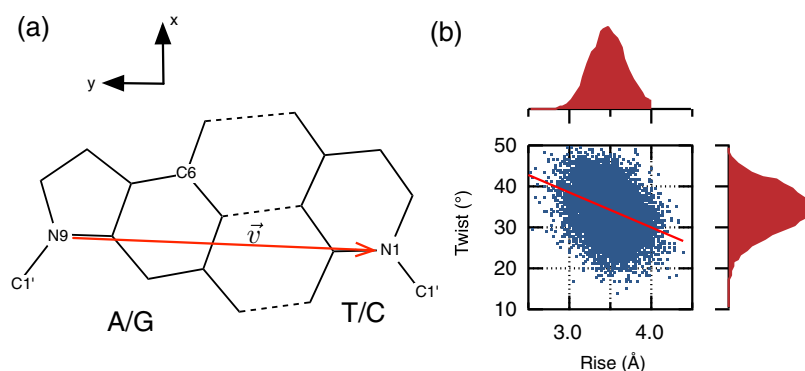 (a)
x
y
C6
N9
v
N1
C1'
C1'
A/G
T/C
(b)
50
40
30
20
10
Twist (°)
3.0 4.0
Rise (Å)